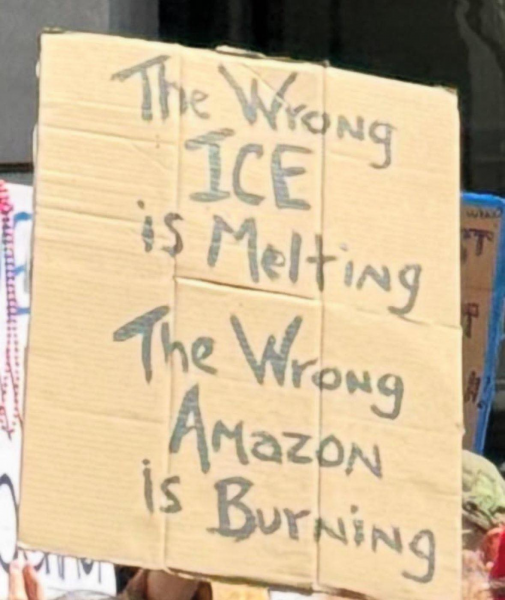 The Wrong
ICE
is Melting
The Wrong
Amazon
is Burning